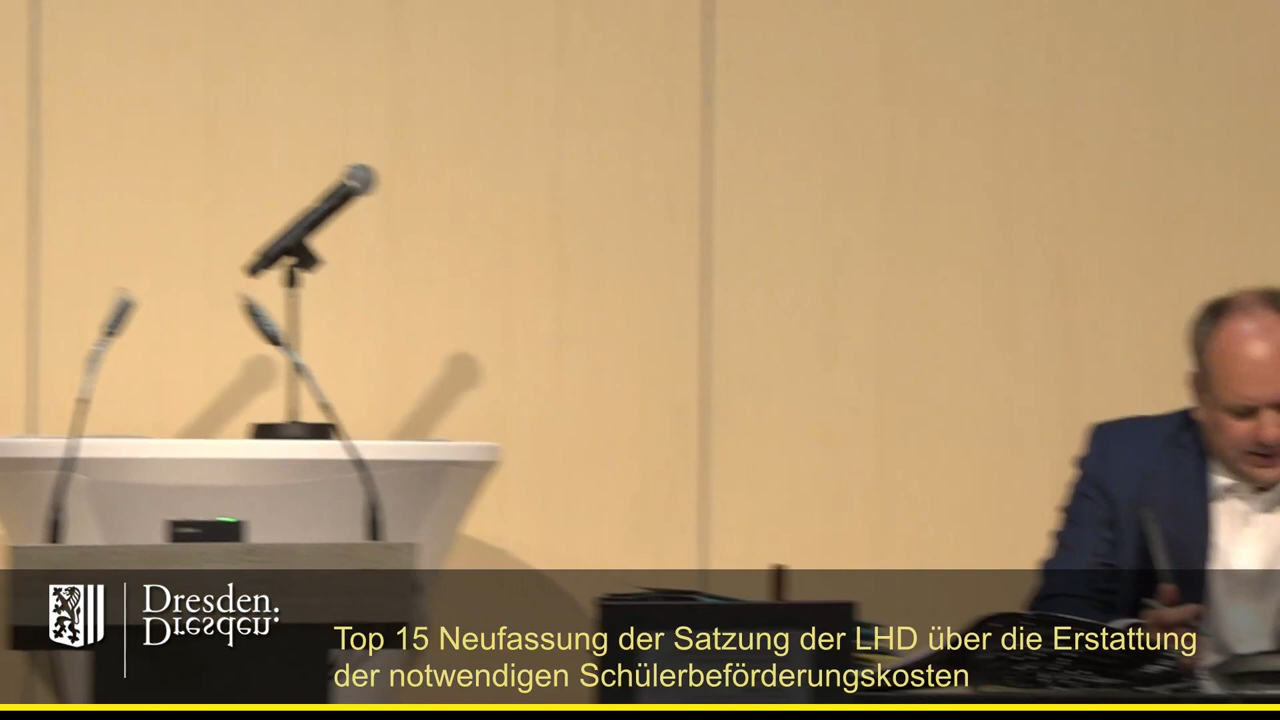 Dresden.
Dresden.
Top 15 Neufassung der Satzung der LHD über die Erstattung
der notwendigen Schülerbeförderungskosten